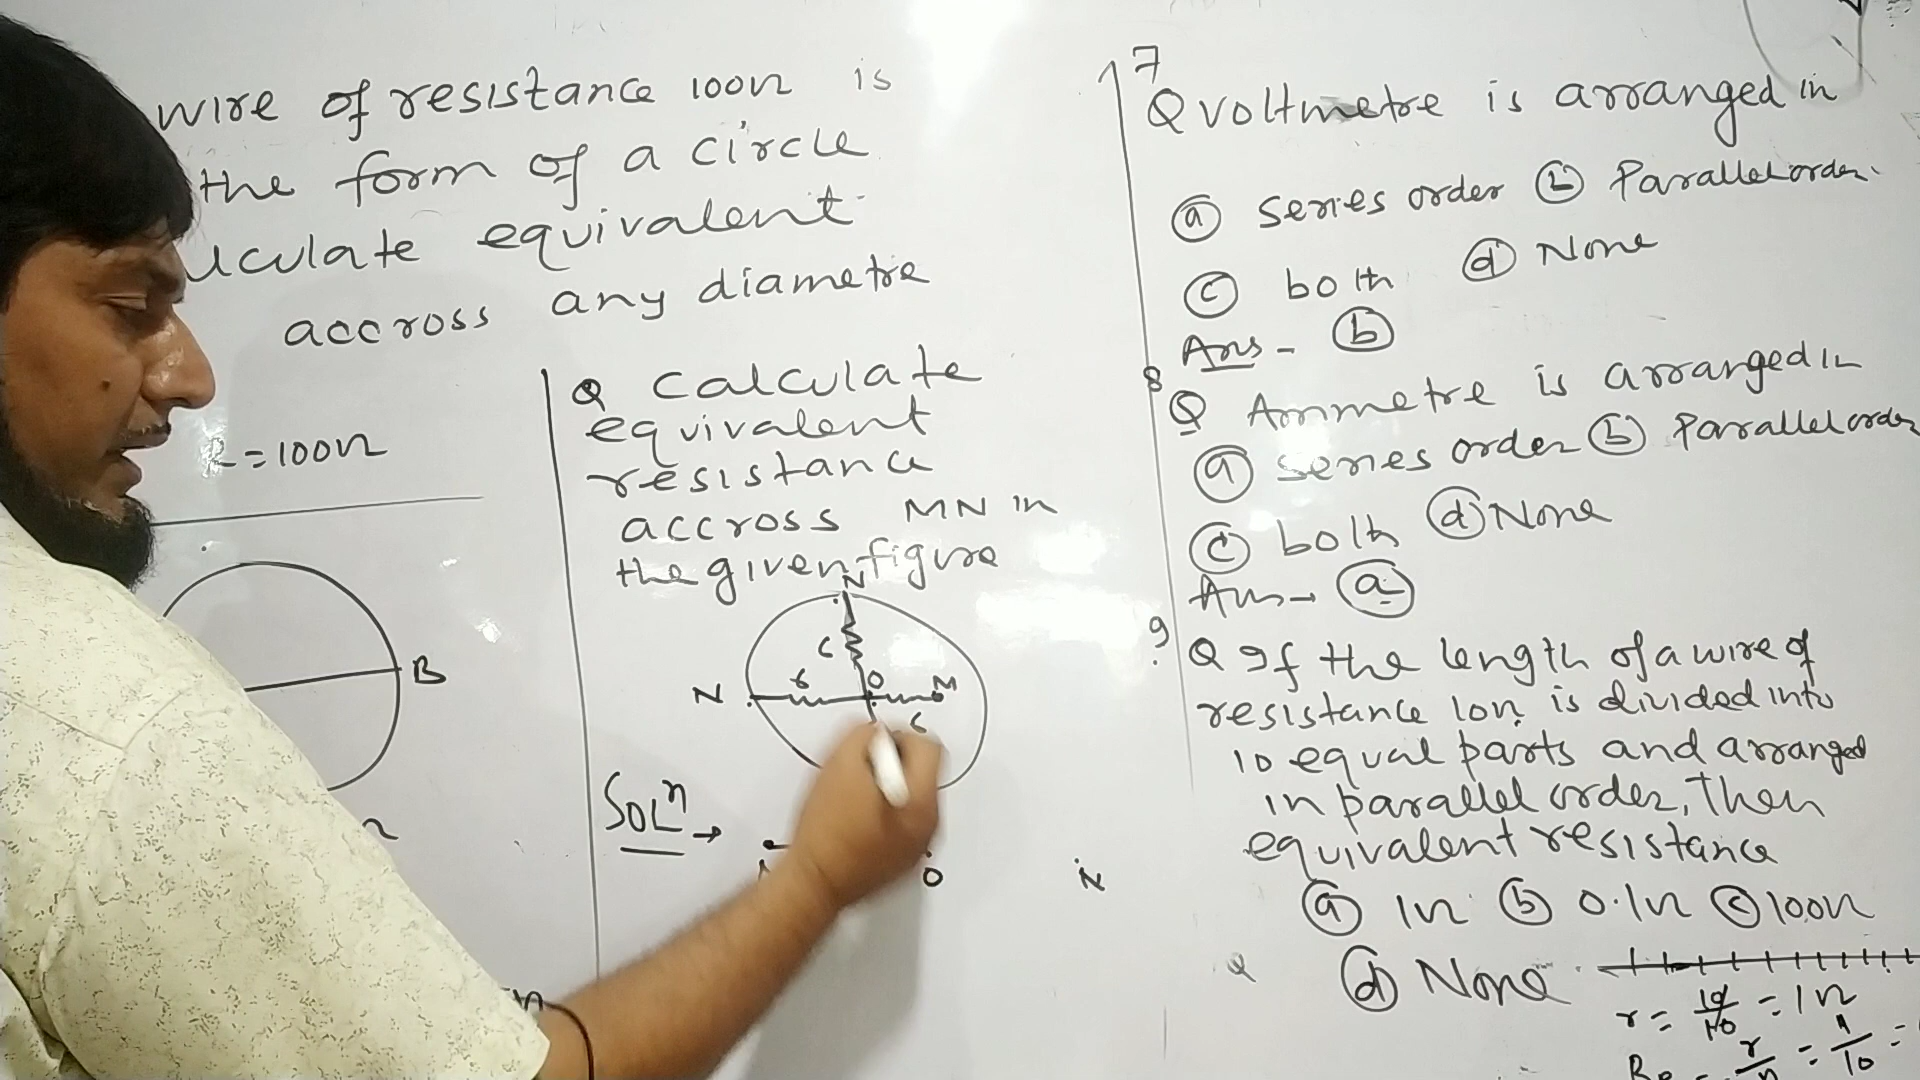 wire of resistance 100Ω is
the form of a circle
lculate equivalent
accross any diametre
R=100Ω
B
Q Calculate
equivalent
resistance
accross MN in
the given figure
N
6
N 6 O M
6
SOLⁿ→
O N
7
Q voltmetre is arranged in
ⓐ series order ⓑ Parallel order.
ⓒ both ⓓ None
Ans - ⓑ
8
Q Ammetre is arranged in
ⓐ series order ⓑ Parallel order
ⓒ both ⓓ None
Ans - ⓐ
9
Q If the length of a wire of
resistance 10Ω is divided into
10 equal parts and arranged
in parallel order, Then
equivalent resistance
ⓐ 1Ω ⓑ 0.1Ω ⓒ 100Ω
ⓓ None
r = 10/10 = 1Ω
Re = r/n = 1/10 =